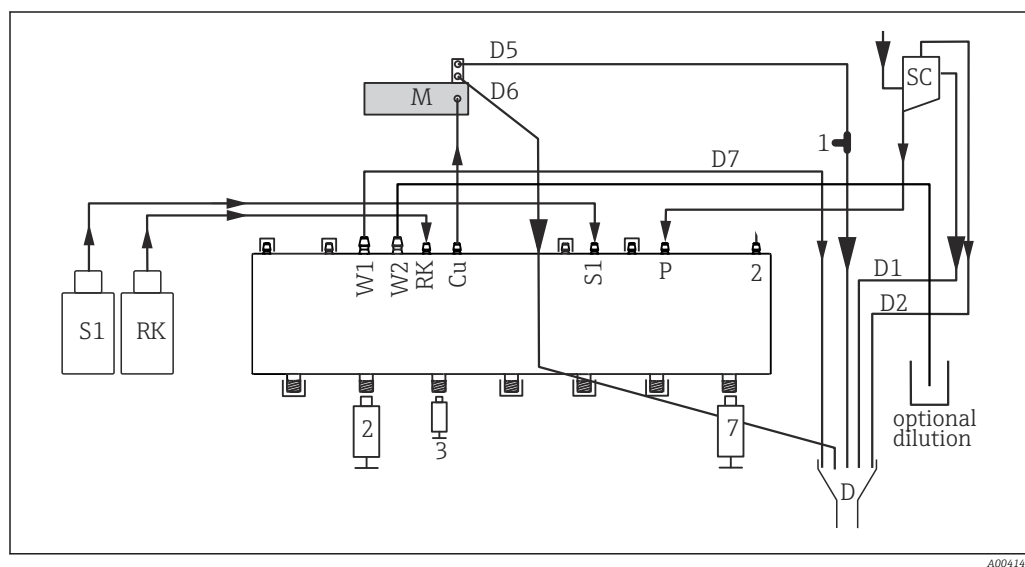 D5
SC
M
D6
1
D7
W1
W2
RK
Cu
S1
P
2
D1
D2
S1
RK
2
3
7
optional
dilution
D
A00414